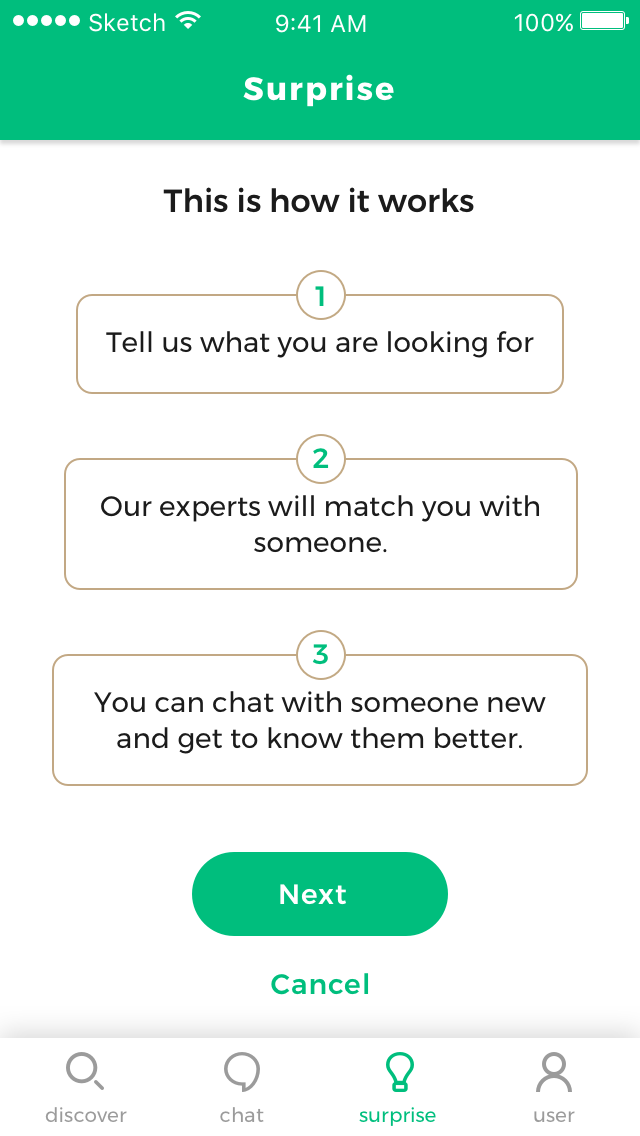 Sketch 9:41 AM 100%
Surprise
This is how it works
1
Tell us what you are looking for
2
Our experts will match you with
someone.
3
You can chat with someone new
and get to know them better.
Next
Cancel
discover chat surprise user